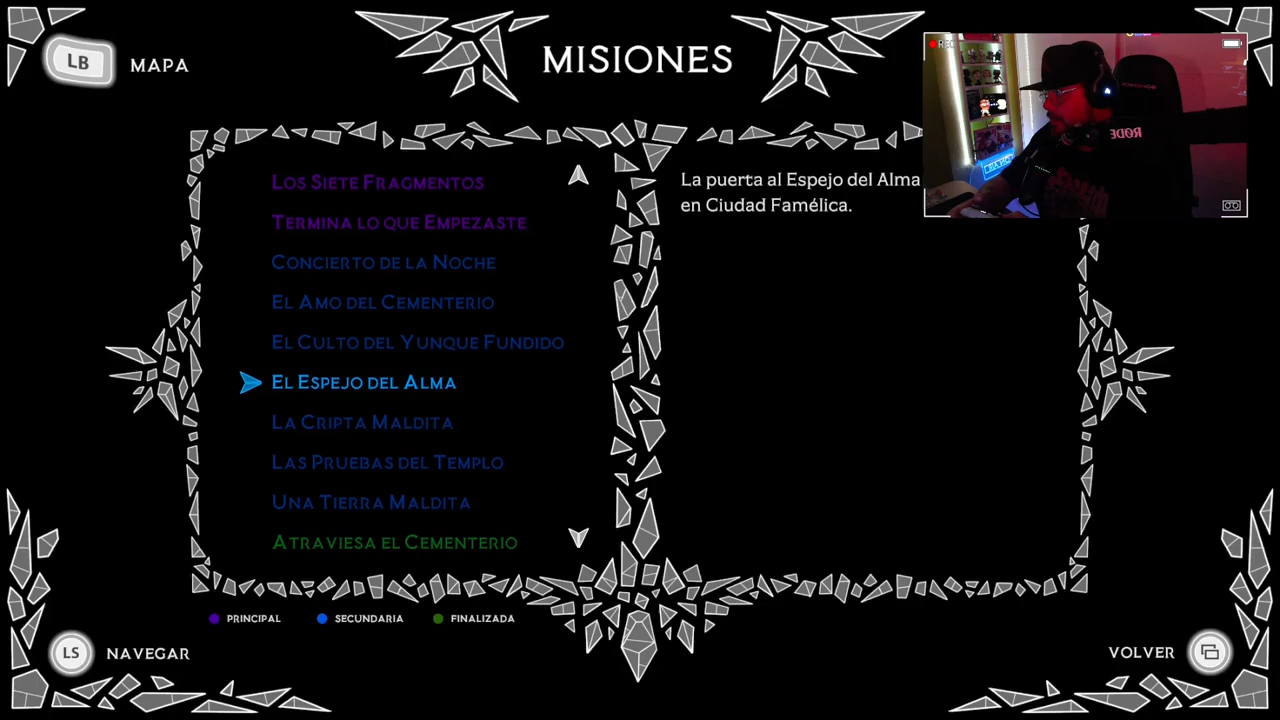 LB MAPA
MISIONES
REC
RØDE
LOS SIETE FRAGMENTOS
TERMINA LO QUE EMPEZASTE
CONCIERTO DE LA NOCHE
EL AMO DEL CEMENTERIO
EL CULTO DEL YUNQUE FUNDIDO
EL ESPEJO DEL ALMA
LA CRIPTA MALDITA
LAS PRUEBAS DEL TEMPLO
UNA TIERRA MALDITA
ATRAVIESA EL CEMENTERIO
La puerta al Espejo del Alma
en Ciudad Famélica.
PRINCIPAL SECUNDARIA FINALIZADA
LS NAVEGAR
VOLVER